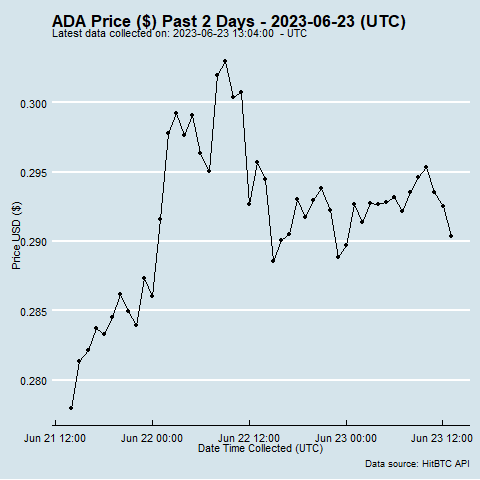 ADA Price ($) Past 2 Days - 2023-06-23 (UTC)
Latest data collected on: 2023-06-23 13:04:00 - UTC
0.300
0.295
0.290
0.285
0.280
Price USD ($)
Jun 21 12:00 Jun 22 00:00 Jun 22 12:00 Jun 23 00:00 Jun 23 12:00
Date Time Collected (UTC)
Data source: HitBTC API